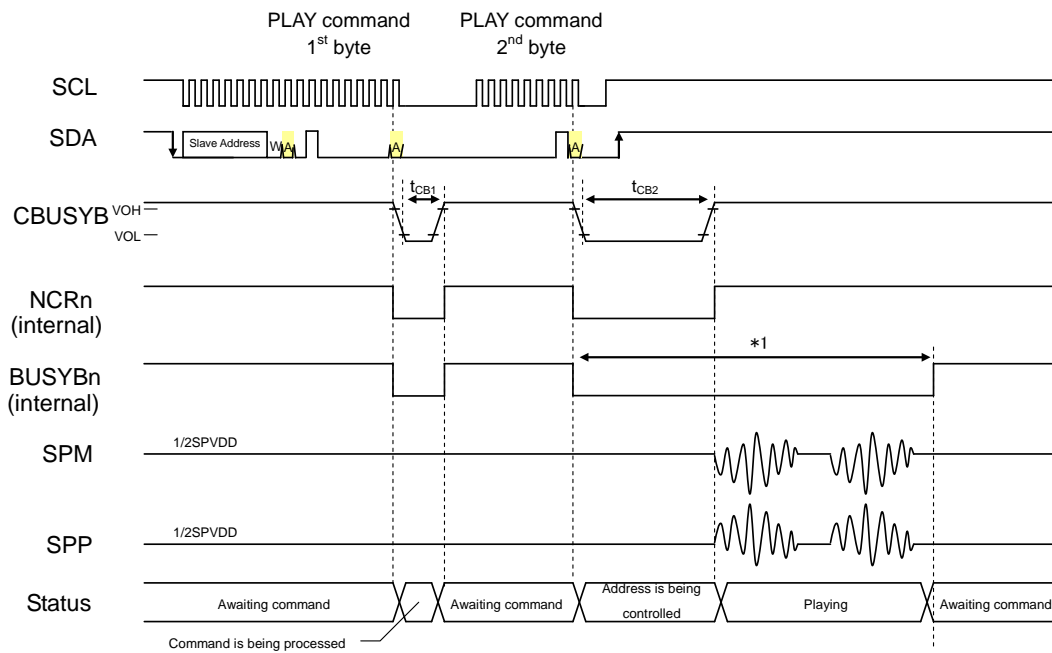 PLAY command
1st byte
PLAY command
2nd byte
SCL
SDA
Slave Address
W
A
A
A
tCB1
tCB2
CBUSYB
VOH
VOL
NCRn
(internal)
*1
BUSYBn
(internal)
1/2SPVDD
SPM
1/2SPVDD
SPP
Status
Awaiting command
Awaiting command
Address is being
controlled
Playing
Awaiting command
Command is being processed